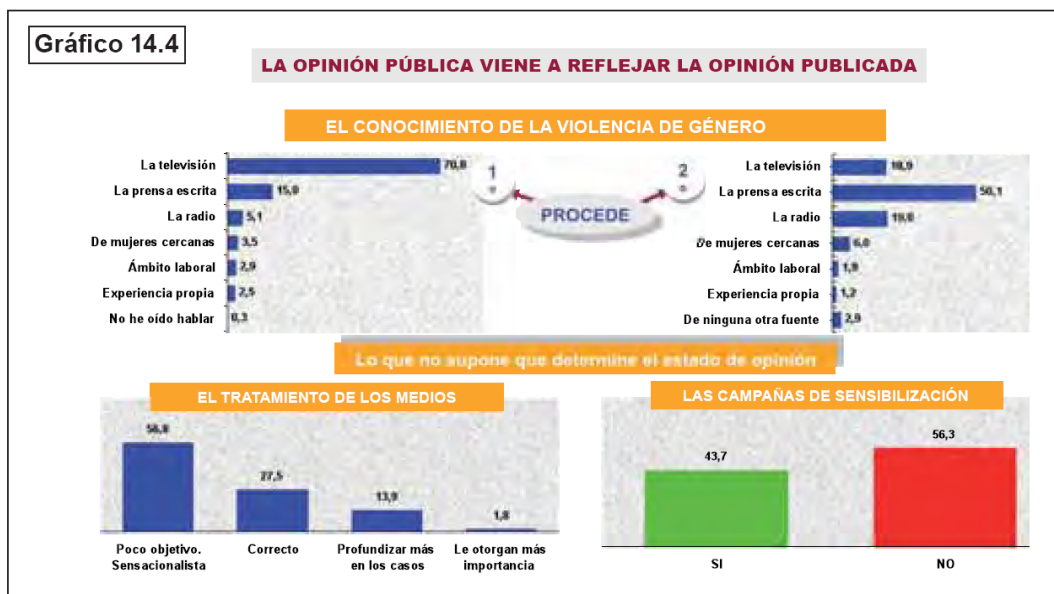 Gráfico 14.4
LA OPINIÓN PÚBLICA VIENE A REFLEJAR LA OPINIÓN PUBLICADA
EL CONOCIMIENTO DE LA VIOLENCIA DE GÉNERO
La televisión
La prensa escrita
15,0
La radio
5,1
De mujeres cercanas
3,5
Ámbito laboral
2,9
Experiencia propia
2,5
No he oído hablar
0,3
1
PROCEDE
2
La televisión
18,9
La prensa escrita
50,1
La radio
De mujeres cercanas
6,0
Ámbito laboral
1,9
Experiencia propia
1,2
De ninguna otra fuente
2,9
Lo que no supone que determine el estado de opinión
EL TRATAMIENTO DE LOS MEDIOS
56,8
27,5
13,9
1,8
Poco objetivo.
Sensacionalista
Correcto
Profundizar más
en los casos
Le otorgan más
importancia
LAS CAMPAÑAS DE SENSIBILIZACIÓN
43,7
56,3
SI
NO